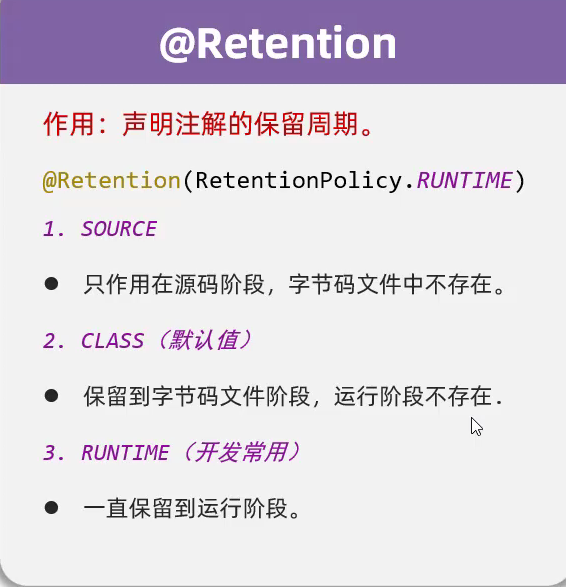 @Retention
作用：声明注解的保留周期。
@Retention(RetentionPolicy.RUNTIME)
1. SOURCE
● 只作用在源码阶段，字节码文件中不存在。
2. CLASS（默认值）
● 保留到字节码文件阶段，运行阶段不存在.
3. RUNTIME（开发常用）
● 一直保留到运行阶段。